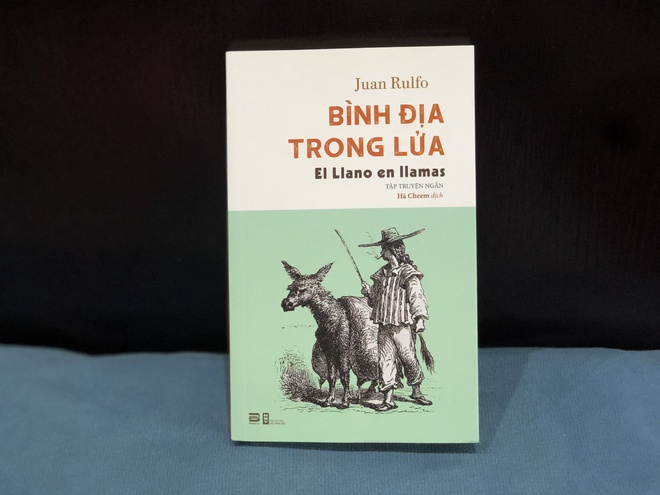 Juan Rulfo
BÌNH ĐỊA
TRONG LỬA
El Llano en llamas
TẬP TRUYỆN NGẮN
Hà Cheem dịch